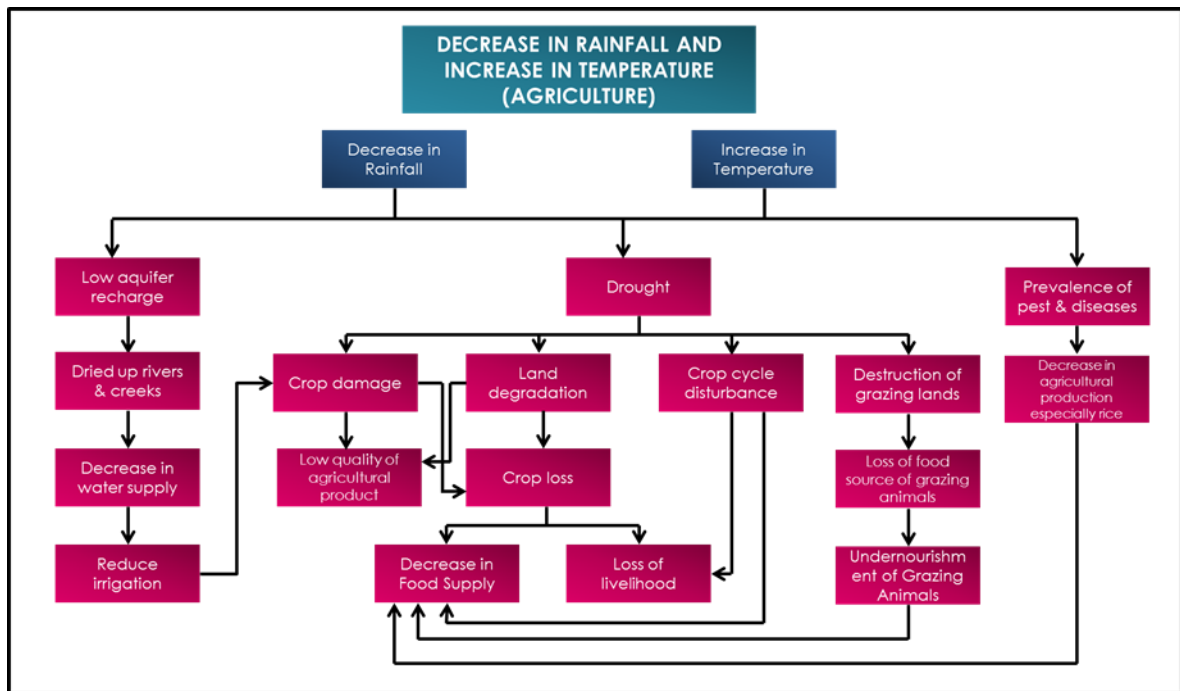 DECREASE IN RAINFALL AND
INCREASE IN TEMPERATURE
(AGRICULTURE)
Decrease in
Rainfall
Increase in
Temperature
Low aquifer
recharge
Drought
Prevalence of
pest & diseases
Dried up rivers
& creeks
Crop damage
Land
degradation
Crop cycle
disturbance
Destruction of
grazing lands
Decrease in
agricultural
production
especially rice
Decrease in
water supply
Low quality of
agricultural
product
Crop loss
Loss of food
source of grazing
animals
Reduce
irrigation
Decrease in
Food Supply
Loss of
livelihood
Undernourishm
ent of Grazing
Animals